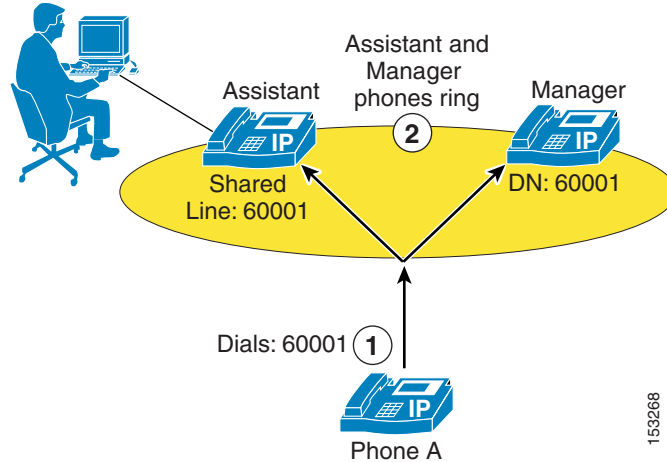 Assistant and
Manager
phones ring
2
Assistant
Manager
IP
IP
Shared
Line: 60001
DN: 60001
Dials: 60001 1
IP
Phone A
153268